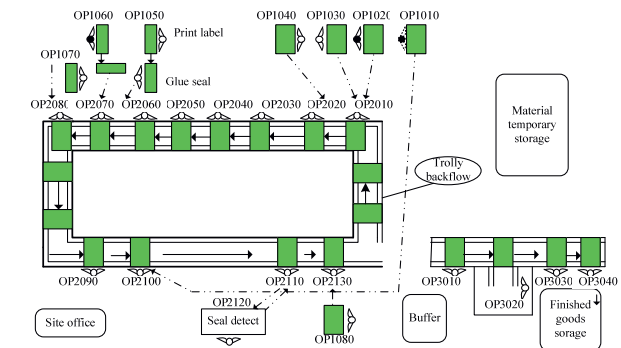 OP1060 OP1050 OP1040 OP1030 OP1020 OP1010
Print label
OP1070
Glue seal
OP2080 OP2070 OP2060 OP2050 OP2040 OP2030 OP2020 OP2010
Material
temporary
storage
Trolly
backflow
OP2090 OP2100 OP2110 OP2130
OP3010 OP3030 OP3040
OP3020
OP2120
Site office
Seal detect
OP1080
Buffer
Finished
goods
sorage